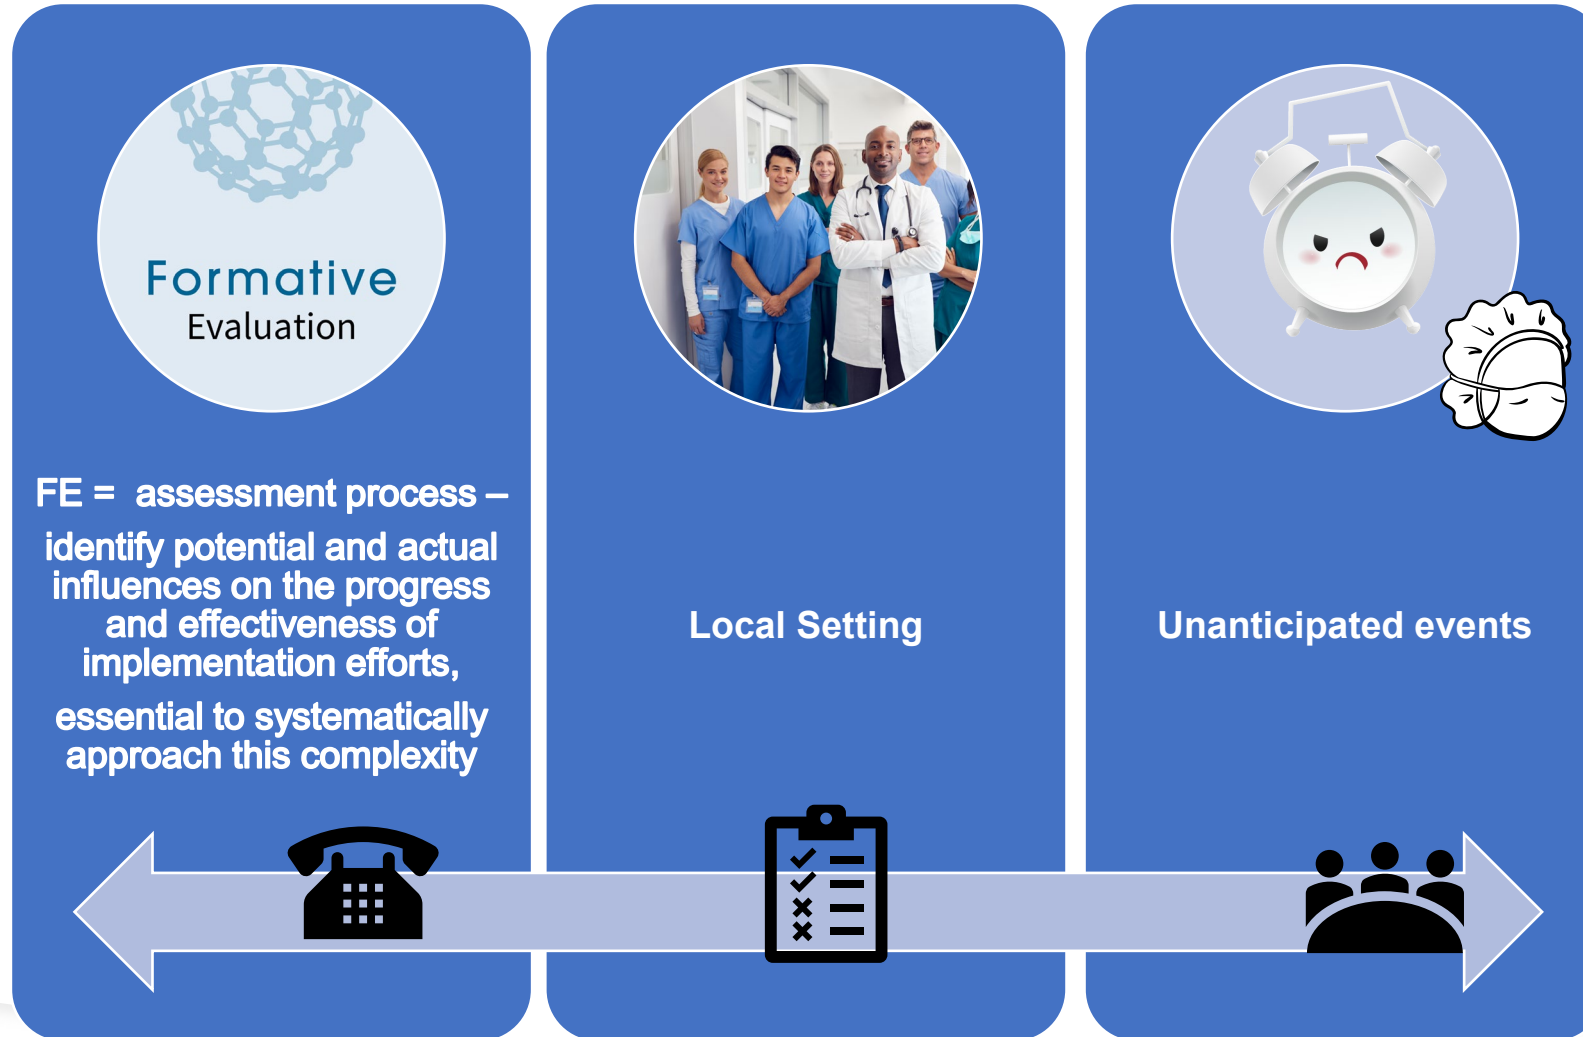 Formative
Evaluation
FE = assessment process –
identify potential and actual
influences on the progress
and effectiveness of
implementation efforts,
essential to systematically
approach this complexity
Local Setting
Unanticipated events